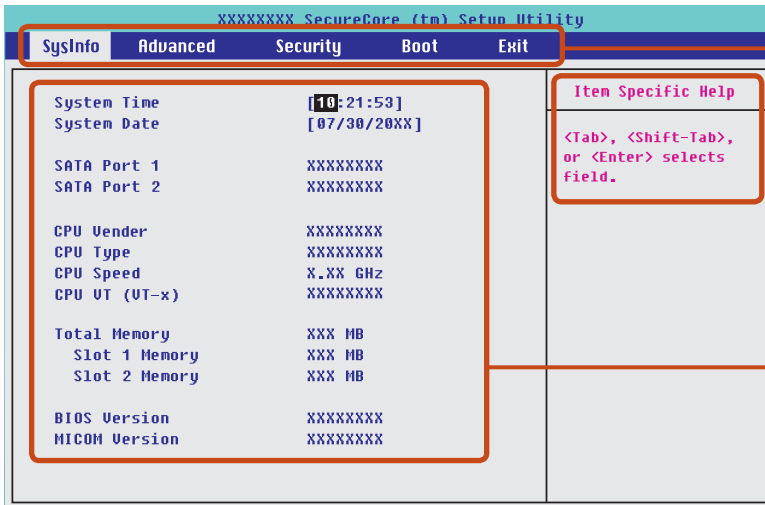 XXXXXXXX SecureCore (tm) Setup Utility
SysInfo Advanced Security Boot Exit
System Time [10:21:53]
System Date [07/30/20XX]
SATA Port 1 XXXXXXXX
SATA Port 2 XXXXXXXX
CPU Vender XXXXXXXX
CPU Type XXXXXXXX
CPU Speed X.XX GHz
CPU VT (VT-x) XXXXXXXX
Total Memory XXX MB
Slot 1 Memory XXX MB
Slot 2 Memory XXX MB
BIOS Version XXXXXXXX
MICOM Version XXXXXXXX
Item Specific Help
<Tab>, <Shift-Tab>,
or <Enter> selects
field.